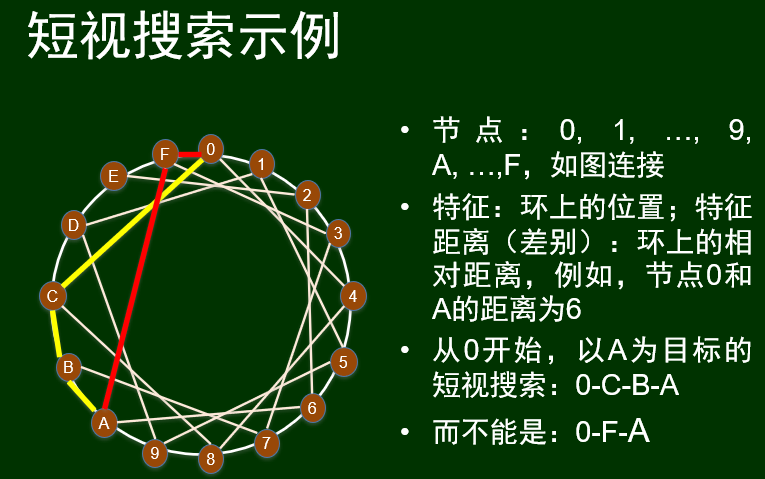 短视搜索示例
• 节点：0, 1, …, 9,
A, …,F，如图连接
• 特征：环上的位置；特征
距离（差别）：环上的相
对距离，例如，节点0和
A的距离为6
• 从0开始，以A为目标的
短视搜索：0-C-B-A
• 而不能是：0-F-A
0
1
2
3
4
5
6
7
8
9
A
B
C
D
E
F